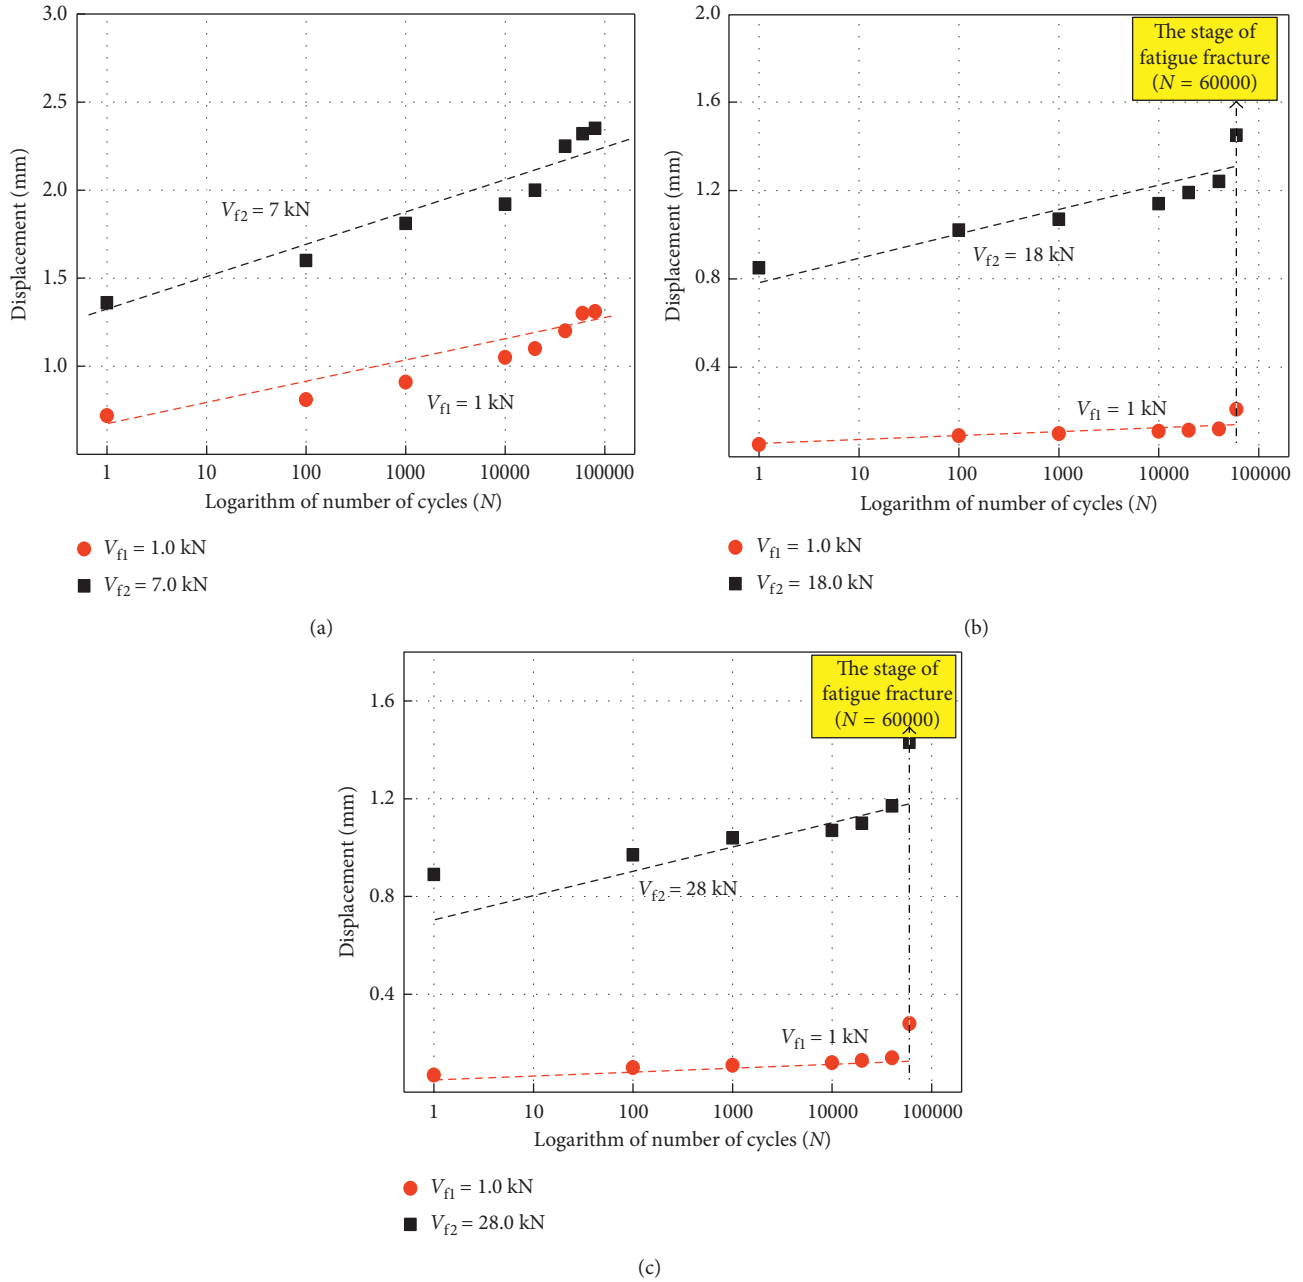 3.0
2.5
2.0
1.5
1.0
Displacement (mm)
V_f2 = 7 kN
V_f1 = 1 kN
1 10 100 1000 10000 100000
Logarithm of number of cycles (N)
V_f1 = 1.0 kN
V_f2 = 7.0 kN
(a)
2.0
1.6
1.2
0.8
0.4
Displacement (mm)
The stage of
fatigue fracture
(N = 60000)
V_f2 = 18 kN
V_f1 = 1 kN
1 10 100 1000 10000 100000
Logarithm of number of cycles (N)
V_f1 = 1.0 kN
V_f2 = 18.0 kN
(b)
1.6
1.2
0.8
0.4
Displacement (mm)
The stage of
fatigue fracture
(N = 60000)
V_f2 = 28 kN
V_f1 = 1 kN
1 10 100 1000 10000 100000
Logarithm of number of cycles (N)
V_f1 = 1.0 kN
V_f2 = 28.0 kN
(c)